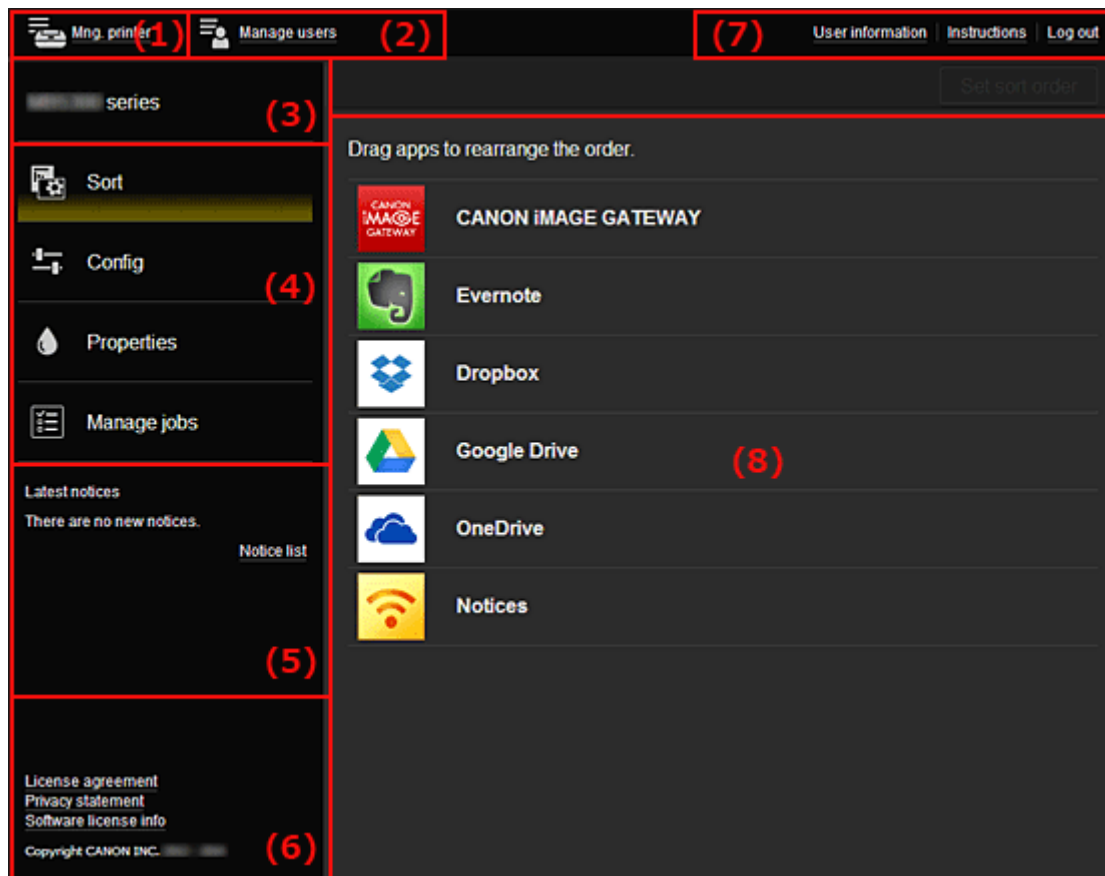 Mng. printer (1) Manage users (2) (7) User information Instructions Log out
series (3)
Set sort order
Drag apps to rearrange the order.
Sort
CANON iMAGE GATEWAY CANON iMAGE GATEWAY
Config (4)
Evernote
Properties
Dropbox
Manage jobs
Google Drive (8)
Latest notices
There are no new notices.
Notice list
OneDrive
Notices
(5)
License agreement
Privacy statement
Software license info
Copyright CANON INC. (6)